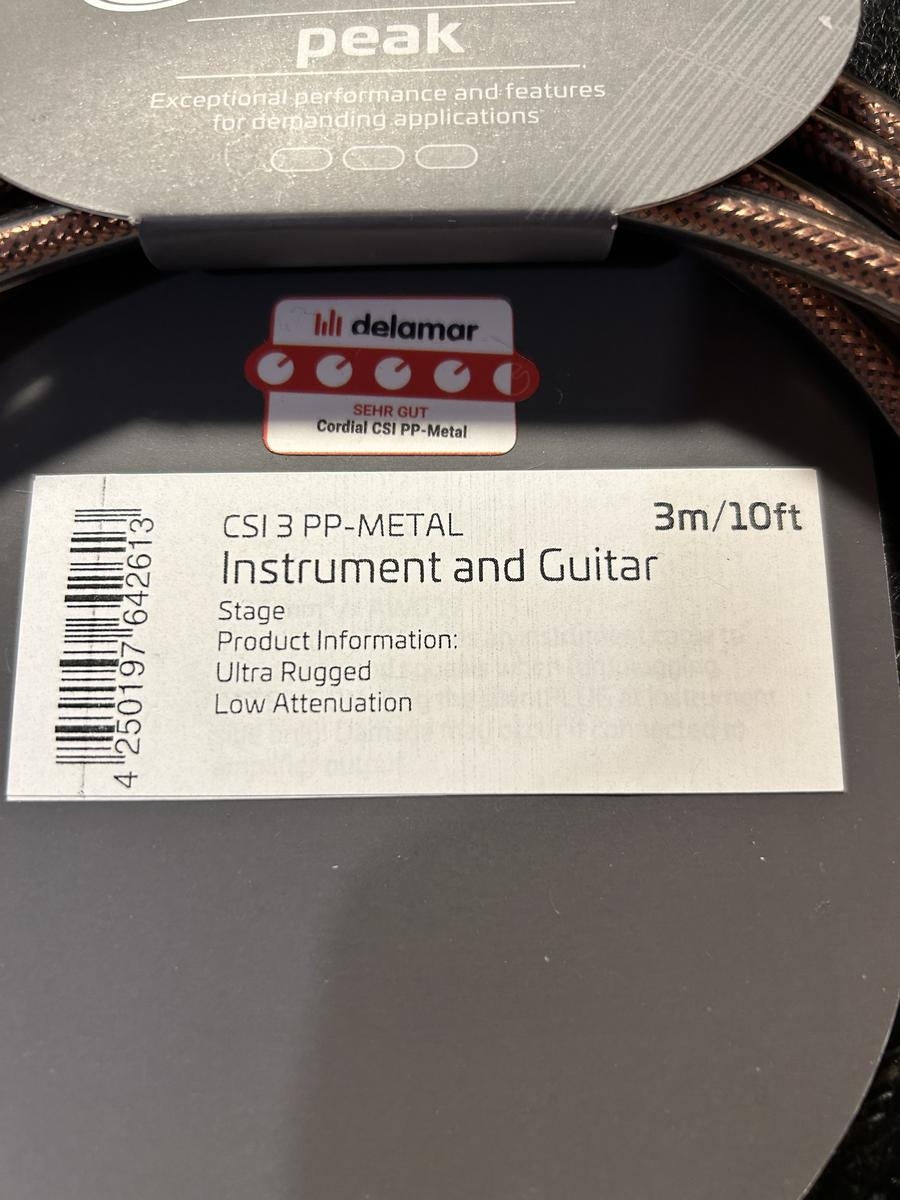 peak
Exceptional performance and features
for demanding applications
delamar
SEHR GUT
Cordial CSI PP-Metal
3m/10ft
CSI 3 PP-METAL
Instrument and Guitar
Stage
Product Information:
Ultra Rugged
Low Attenuation
4 250197 642613